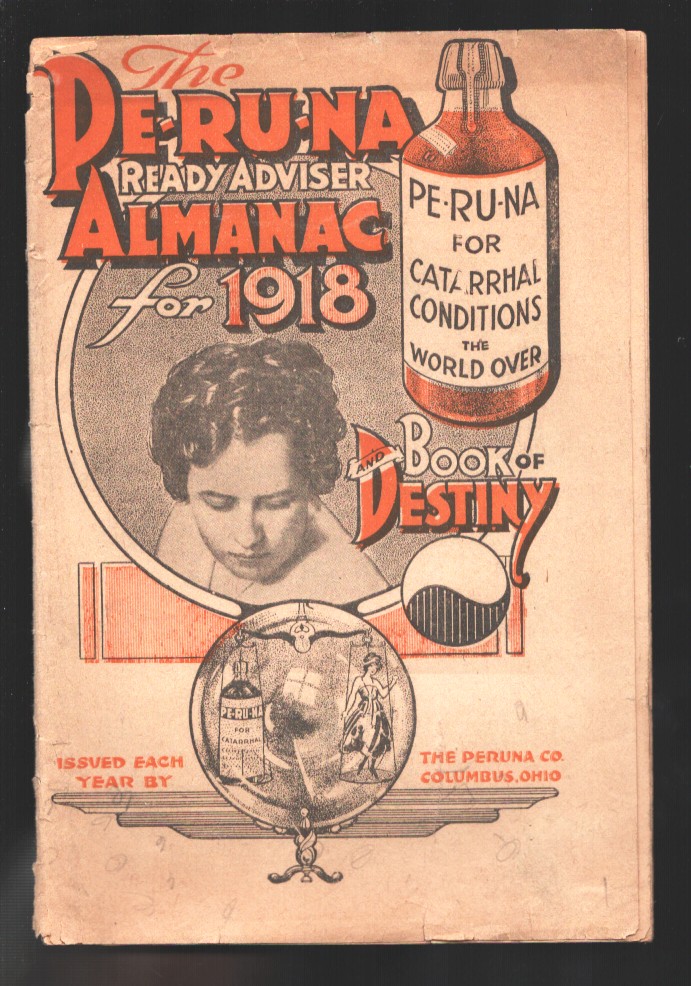 The
PE-RU-NA
READY ADVISER
ALMANAC
for 1918
PE-RU-NA
FOR
CATARRHAL
CONDITIONS
THE
WORLD OVER
AND BOOK OF
DESTINY
PE-RU-NA
FOR
CATARRHAL
ISSUED EACH
YEAR BY
THE PERUNA CO.
COLUMBUS, OHIO